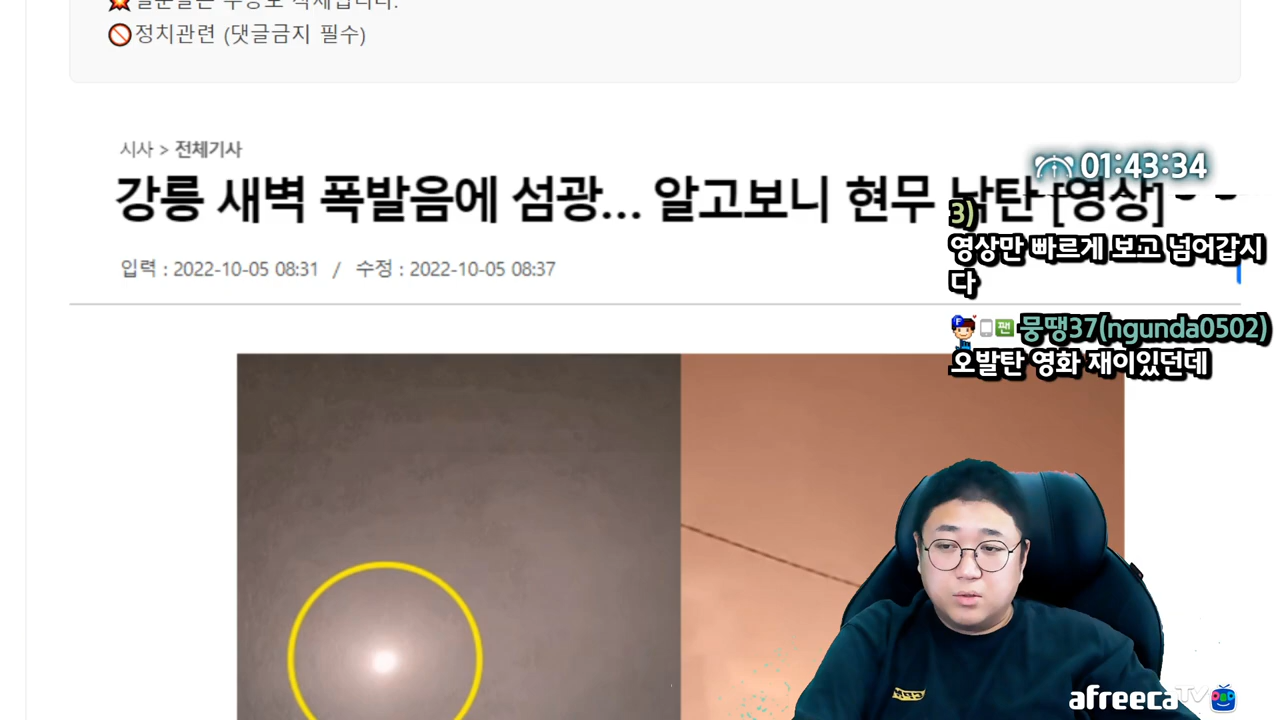 정치관련 (댓글금지 필수)
시사 > 전체기사
강릉 새벽 폭발음에 섬광... 알고보니 현무 낙탄 [영상]
입력 : 2022-10-05 08:31 / 수정 : 2022-10-05 08:37
01:43:34
3)
영상만 빠르게 보고 넘어갑시
다
팬 뭉땡37(ngunda0502)
오발탄 영화 재이있던데
afreecaTV